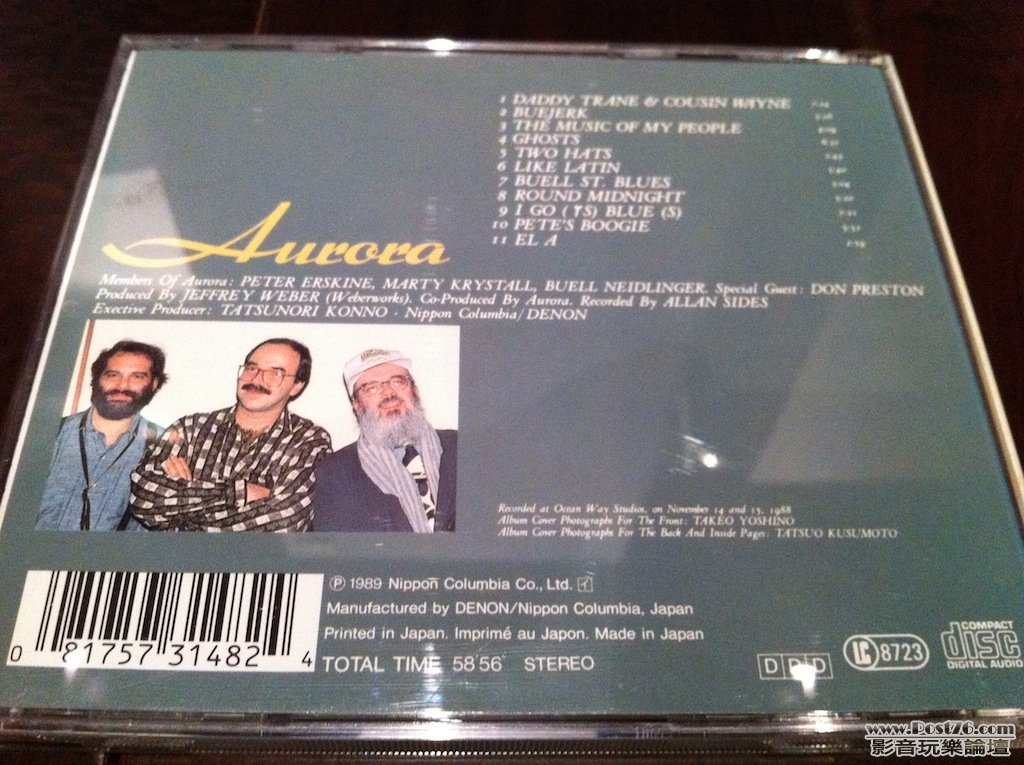 1 DADDY TRANE & COUSIN WAYNE
2 BUEJERK
3 THE MUSIC OF MY PEOPLE
4 GHOSTS
5 TWO HATS
6 LIKE LATIN
7 BUELL ST. BLUES
8 ROUND MIDNIGHT
9 I GO ( S) BLUE (S)
10 PETE'S BOOGIE
11 EL A
Aurora
Members Of Aurora: PETER ERSKINE, MARTY KRYSTALL, BUELL NEIDLINGER. Special Guest: DON PRESTON
Produced By JEFFREY WEBER (Weberworks). Co-Produced By Aurora. Recorded By ALLAN SIDES
Exective Producer: TATSUNORI KONNO - Nippon Columbia/DENON
Recorded at Ocean Way Studios, on November 14 and 15, 1988
Album Cover Photographs For The Front: TAKEO YOSHINO
Album Cover Photographs For The Back And Inside Pages: TATSUO KUSUMOTO
℗ 1989 Nippon Columbia Co., Ltd.
Manufactured by DENON/Nippon Columbia, Japan
Printed in Japan. Imprimé au Japon. Made in Japan
TOTAL TIME 58'56" STEREO
0 81757 31482 4
DDD
LC 8723
COMPACT disc DIGITAL AUDIO
www.Post76.com
影音玩樂論壇